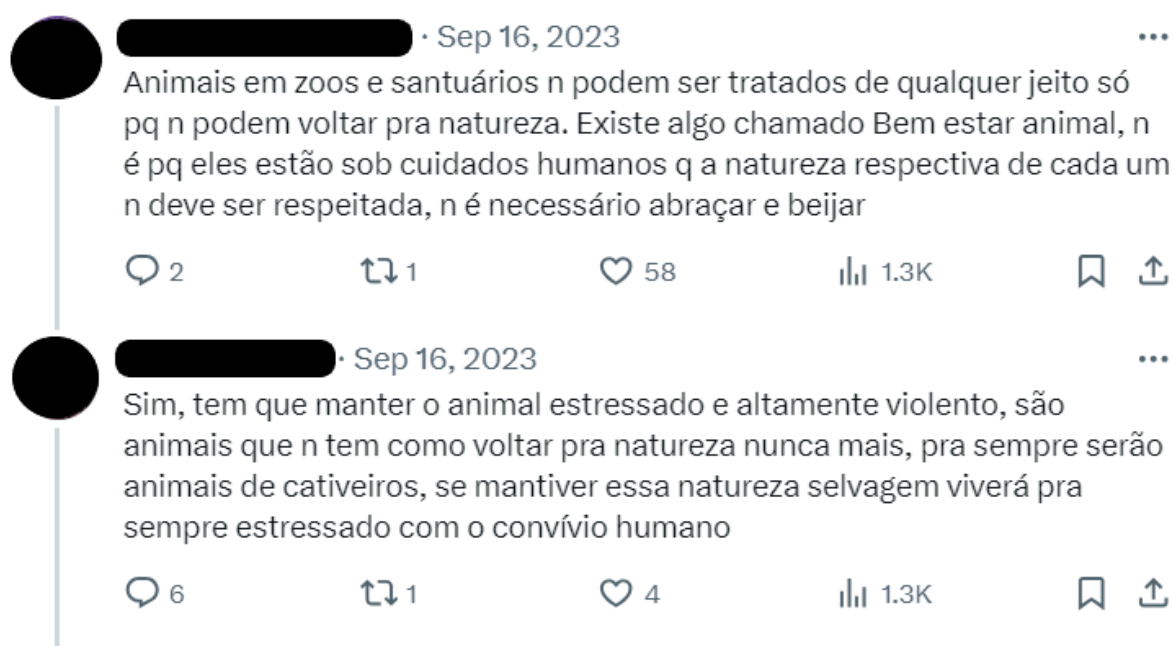 · Sep 16, 2023
Animais em zoos e santuários n podem ser tratados de qualquer jeito só
pq n podem voltar pra natureza. Existe algo chamado Bem estar animal, n
é pq eles estão sob cuidados humanos q a natureza respectiva de cada um
n deve ser respeitada, n é necessário abraçar e beijar
2 1 58 1.3K
· Sep 16, 2023
Sim, tem que manter o animal estressado e altamente violento, são
animais que n tem como voltar pra natureza nunca mais, pra sempre serão
animais de cativeiros, se mantiver essa natureza selvagem viverá pra
sempre estressado com o convívio humano
6 1 4 1.3K